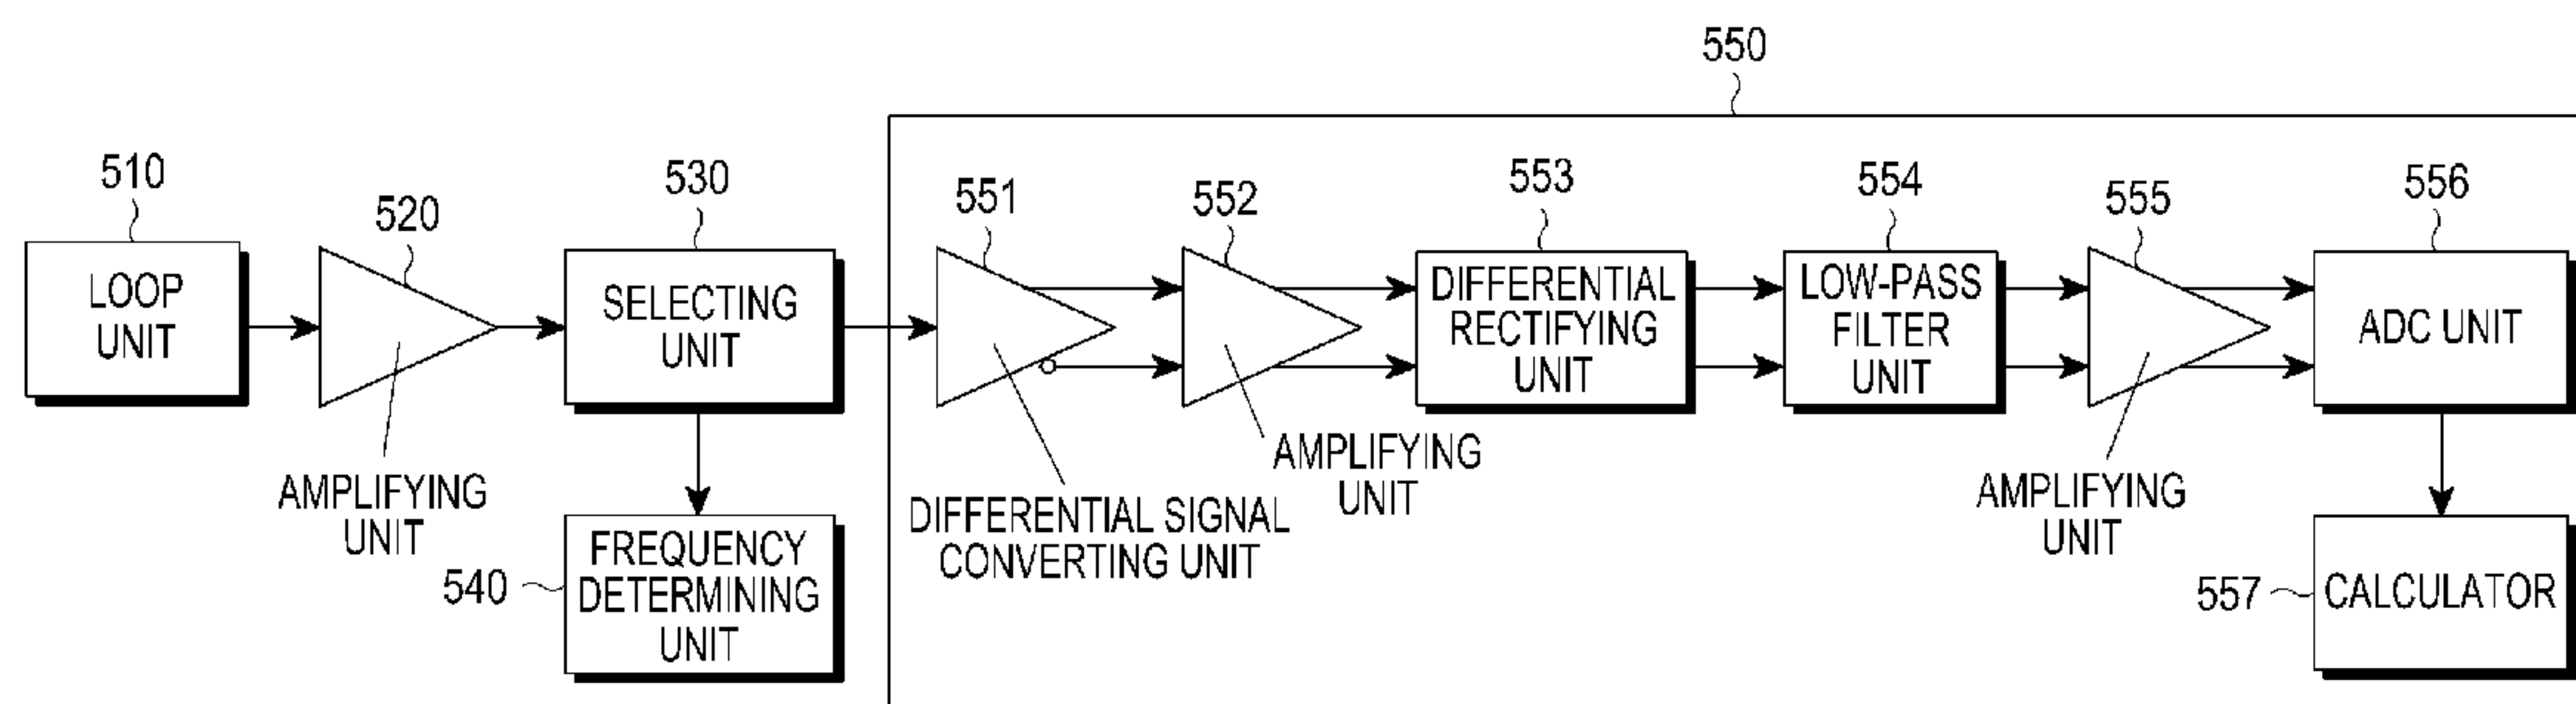 550
510
520
530
551
552
553
554
555
556
LOOP
UNIT
SELECTING
UNIT
DIFFERENTIAL
RECTIFYING
UNIT
LOW-PASS
FILTER
UNIT
ADC UNIT
AMPLIFYING
UNIT
DIFFERENTIAL SIGNAL
CONVERTING UNIT
AMPLIFYING
UNIT
AMPLIFYING
UNIT
540
FREQUENCY
DETERMINING
UNIT
557
CALCULATOR